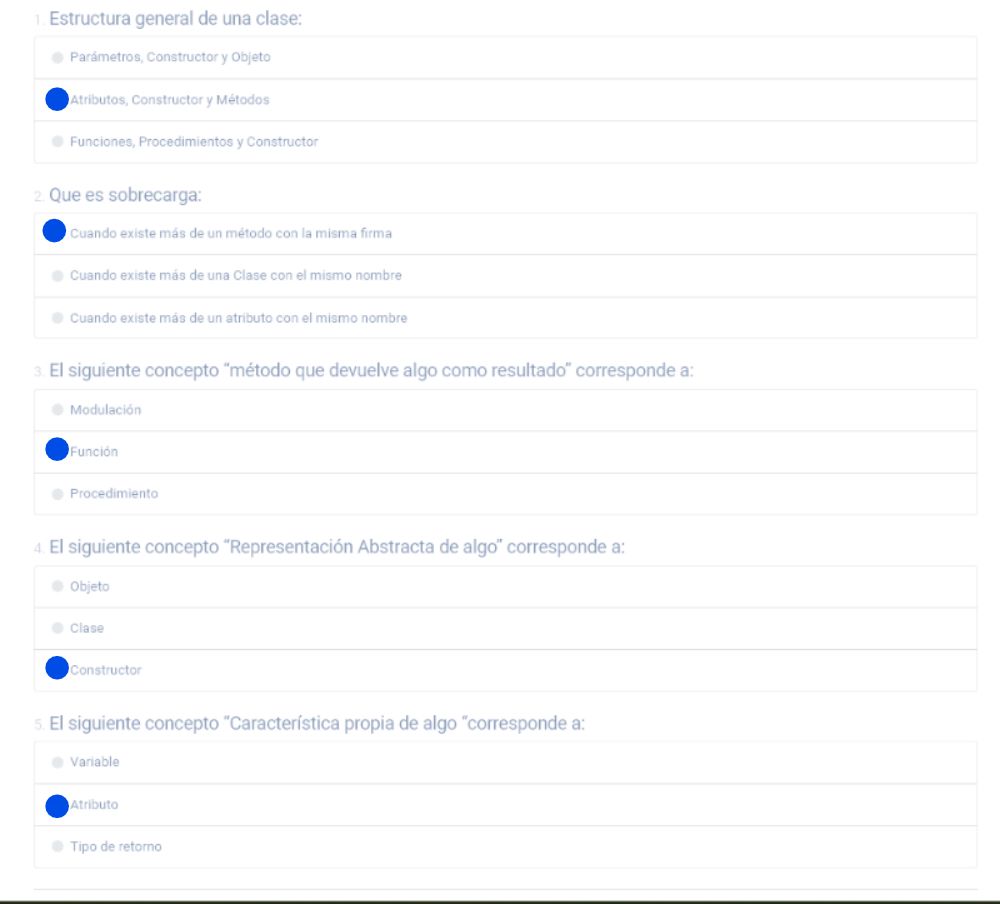 1. Estructura general de una clase:
Parámetros, Constructor y Objeto
Atributos, Constructor y Métodos
Funciones, Procedimientos y Constructor
2. Que es sobrecarga:
Cuando existe más de un método con la misma firma
Cuando existe más de una Clase con el mismo nombre
Cuando existe más de un atributo con el mismo nombre
3. El siguiente concepto “método que devuelve algo como resultado” corresponde a:
Modulación
Función
Procedimiento
4. El siguiente concepto “Representación Abstracta de algo” corresponde a:
Objeto
Clase
Constructor
5. El siguiente concepto “Característica propia de algo “corresponde a:
Variable
Atributo
Tipo de retorno